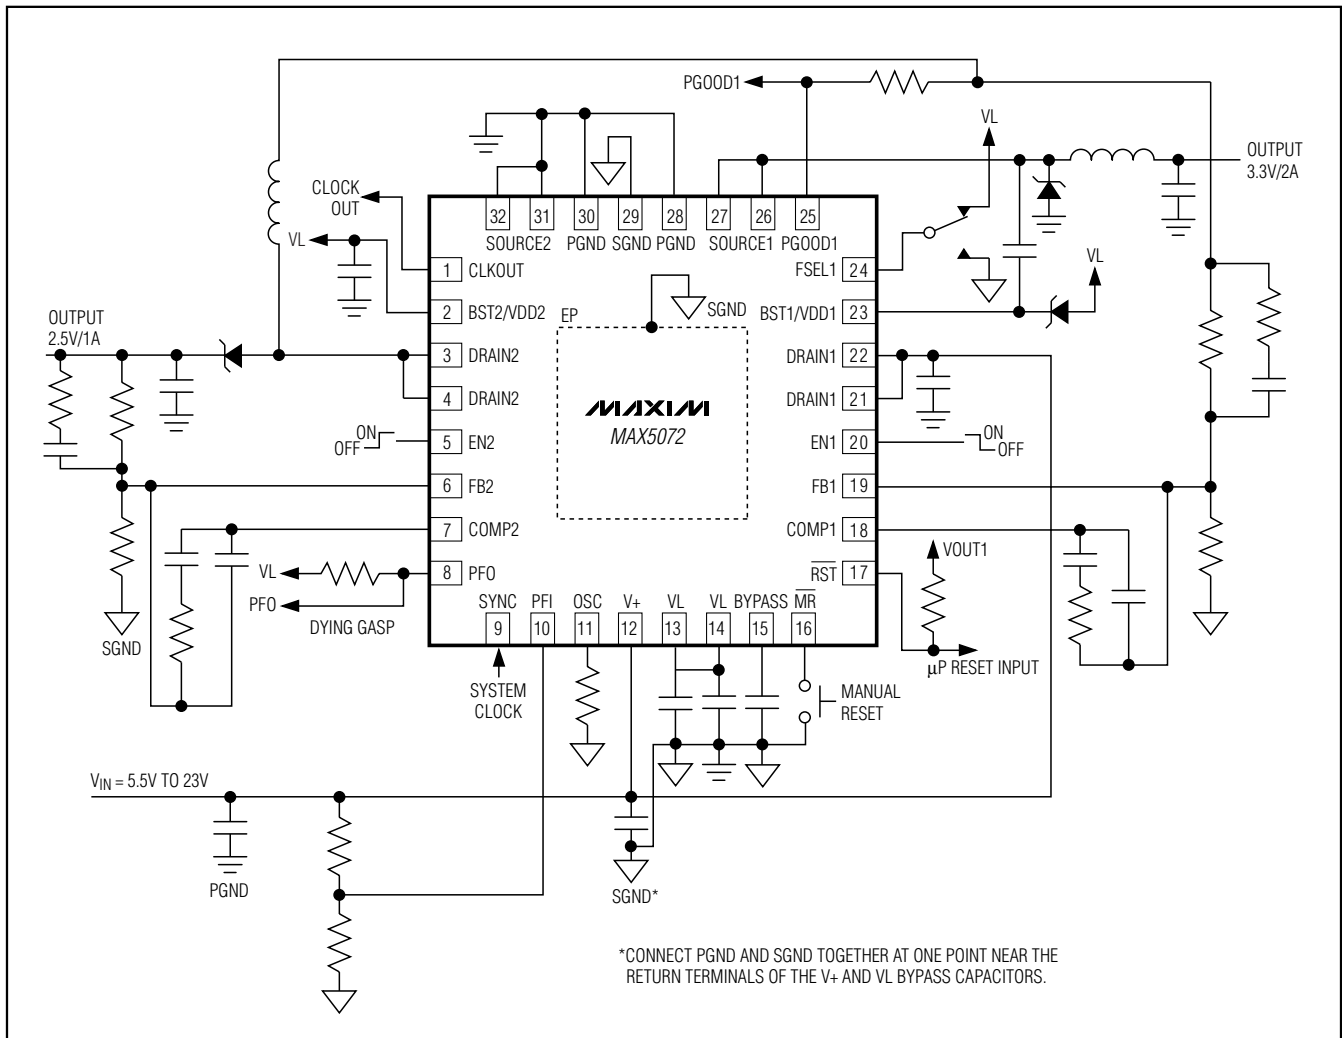 PGOOD1
VL
OUTPUT
3.3V/2A
CLOCK
OUT
VL
32
31
30
29
28
27
26
25
SOURCE2
PGND
SGND
PGND
SOURCE1
PGOOD1
1
CLKOUT
FSEL1
24
VL
2
BST2/VDD2
EP
SGND
BST1/VDD1
23
OUTPUT
2.5V/1A
3
DRAIN2
DRAIN1
22
4
DRAIN2
MAXIM
DRAIN1
21
MAX5072
ON
OFF
5
EN2
EN1
20
ON
OFF
6
FB2
FB1
19
7
COMP2
COMP1
18
VOUT1
VL
8
PFO
RST
17
PFO
DYING GASP
SYNC
PFI
OSC
V+
VL
VL
BYPASS
MR
9
10
11
12
13
14
15
16
SGND
µP RESET INPUT
SYSTEM
CLOCK
MANUAL
RESET
VIN = 5.5V TO 23V
PGND
SGND*
*CONNECT PGND AND SGND TOGETHER AT ONE POINT NEAR THE
RETURN TERMINALS OF THE V+ AND VL BYPASS CAPACITORS.